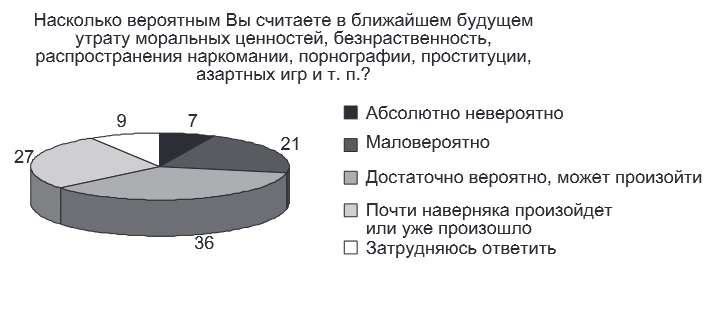 Насколько вероятным Вы считаете в ближайшем будущем
утрату моральных ценностей, безнраственность,
распространения наркомании, порнографии, проституции,
азартных игр и т. п.?
9
7
27
21
36
Абсолютно невероятно
Маловероятно
Достаточно вероятно, может произойти
Почти наверняка произойдет
или уже произошло
Затрудняюсь ответить